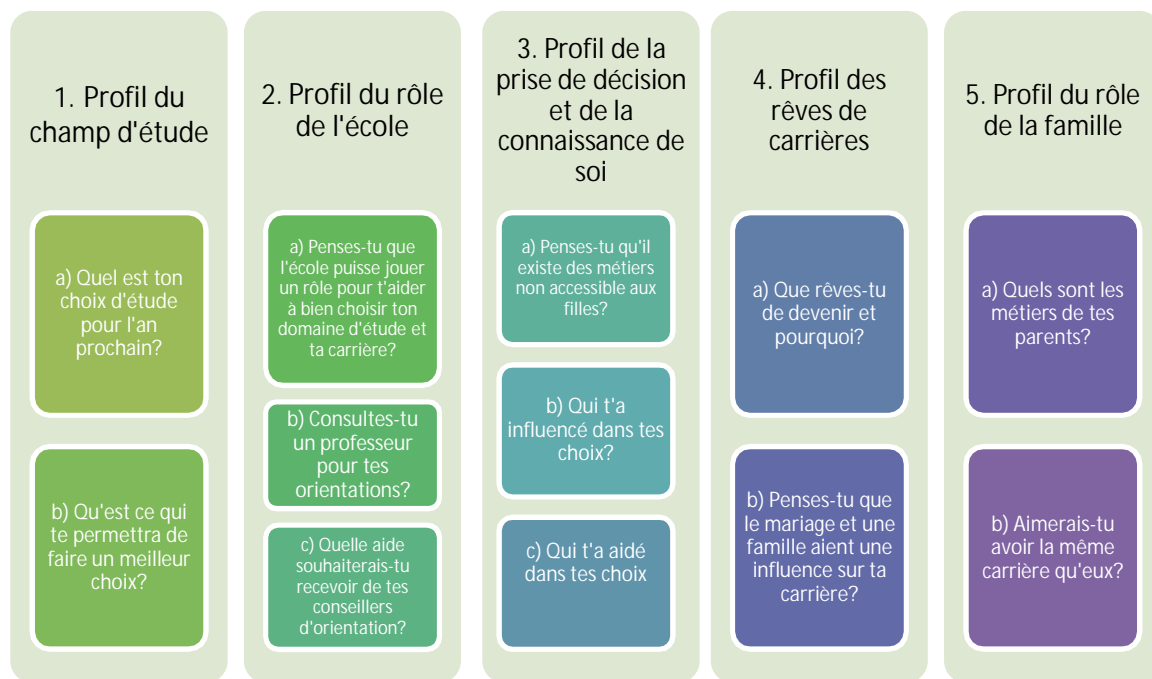 1. Profil du
champ d'étude
a) Quel est ton
choix d'étude
pour l'an
prochain?
b) Qu'est ce qui
te permettra de
faire un meilleur
choix?
2. Profil du rôle
de l'école
a) Penses-tu que
l'école puisse jouer
un rôle pour t'aider
à bien choisir ton
domaine d'étude et
ta carrière?
b) Consultes-tu
un professeur
pour tes
orientations?
c) Quelle aide
souhaiterais-tu
recevoir de tes
conseillers
d'orientation?
3. Profil de la
prise de décision
et de la
connaissance de
soi
a) Penses-tu qu'il
existe des métiers
non accessible aux
filles?
b) Qui t'a
influencé dans tes
choix?
c) Qui t'a aidé
dans tes choix
4. Profil des
rêves de
carrières
a) Que rêves-tu
de devenir et
pourquoi?
b) Penses-tu que
le mariage et une
famille aient une
influence sur ta
carrière?
5. Profil du rôle
de la famille
a) Quels sont les
métiers de tes
parents?
b) Aimerais-tu
avoir la même
carrière qu'eux?